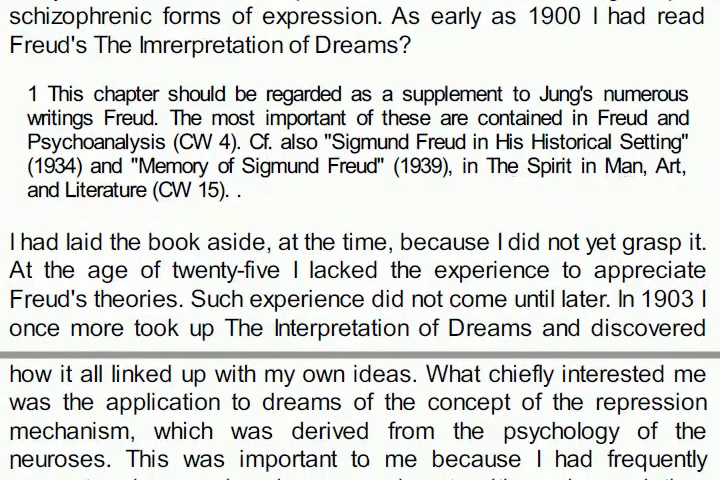 schizophrenic forms of expression. As early as 1900 I had read
Freud's The Imrerpretation of Dreams?
1 This chapter should be regarded as a supplement to Jung's numerous
writings Freud. The most important of these are contained in Freud and
Psychoanalysis (CW 4). Cf. also "Sigmund Freud in His Historical Setting"
(1934) and "Memory of Sigmund Freud" (1939), in The Spirit in Man, Art,
and Literature (CW 15). .
I had laid the book aside, at the time, because I did not yet grasp it.
At the age of twenty-five I lacked the experience to appreciate
Freud's theories. Such experience did not come until later. In 1903 I
once more took up The Interpretation of Dreams and discovered
how it all linked up with my own ideas. What chiefly interested me
was the application to dreams of the concept of the repression
mechanism, which was derived from the psychology of the
neuroses. This was important to me because I had frequently